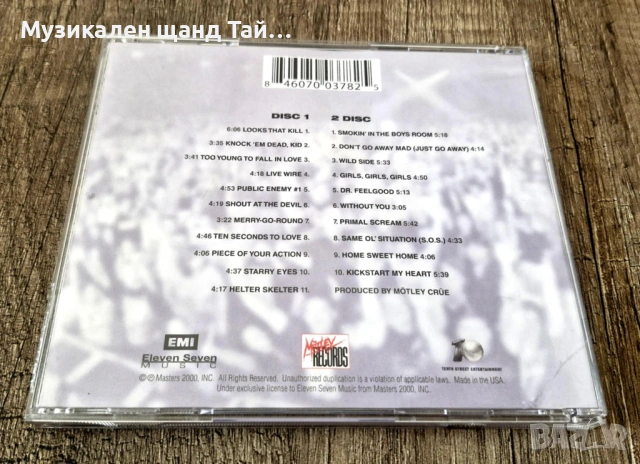 Музикален щанд Тай...
8 46070 03782 5
DISC 1
6:06 LOOKS THAT KILL 1.
3:35 KNOCK 'EM DEAD, KID 2.
3:41 TOO YOUNG TO FALL IN LOVE 3.
4:18 LIVE WIRE 4.
4:53 PUBLIC ENEMY #1 5.
4:19 SHOUT AT THE DEVIL 6.
3:22 MERRY-GO-ROUND 7.
4:46 TEN SECONDS TO LOVE 8.
4:06 PIECE OF YOUR ACTION 9.
4:37 STARRY EYES 10.
4:17 HELTER SKELTER 11.
2 DISC
1. SMOKIN' IN THE BOYS ROOM 5:18
2. DON'T GO AWAY MAD (JUST GO AWAY) 4:14
3. WILD SIDE 5:33
4. GIRLS, GIRLS, GIRLS 4:50
5. DR. FEELGOOD 5:13
6. WITHOUT YOU 3:05
7. PRIMAL SCREAM 5:42
8. SAME OL' SITUATION (S.O.S.) 4:33
9. HOME SWEET HOME 4:06
10. KICKSTART MY HEART 5:39
PRODUCED BY MÖTLEY CRÜE
EMI
Eleven Seven
MUSIC
MÖTLEY
RECORDS
10
TENTH STREET ENTERTAINMENT
©℗ Masters 2000, INC. All Rights Reserved. Unauthorized duplication is a violation of applicable laws. Made in the USA.
Under exclusive license to Eleven Seven Music from Masters 2000, INC.
BAZAR.BG